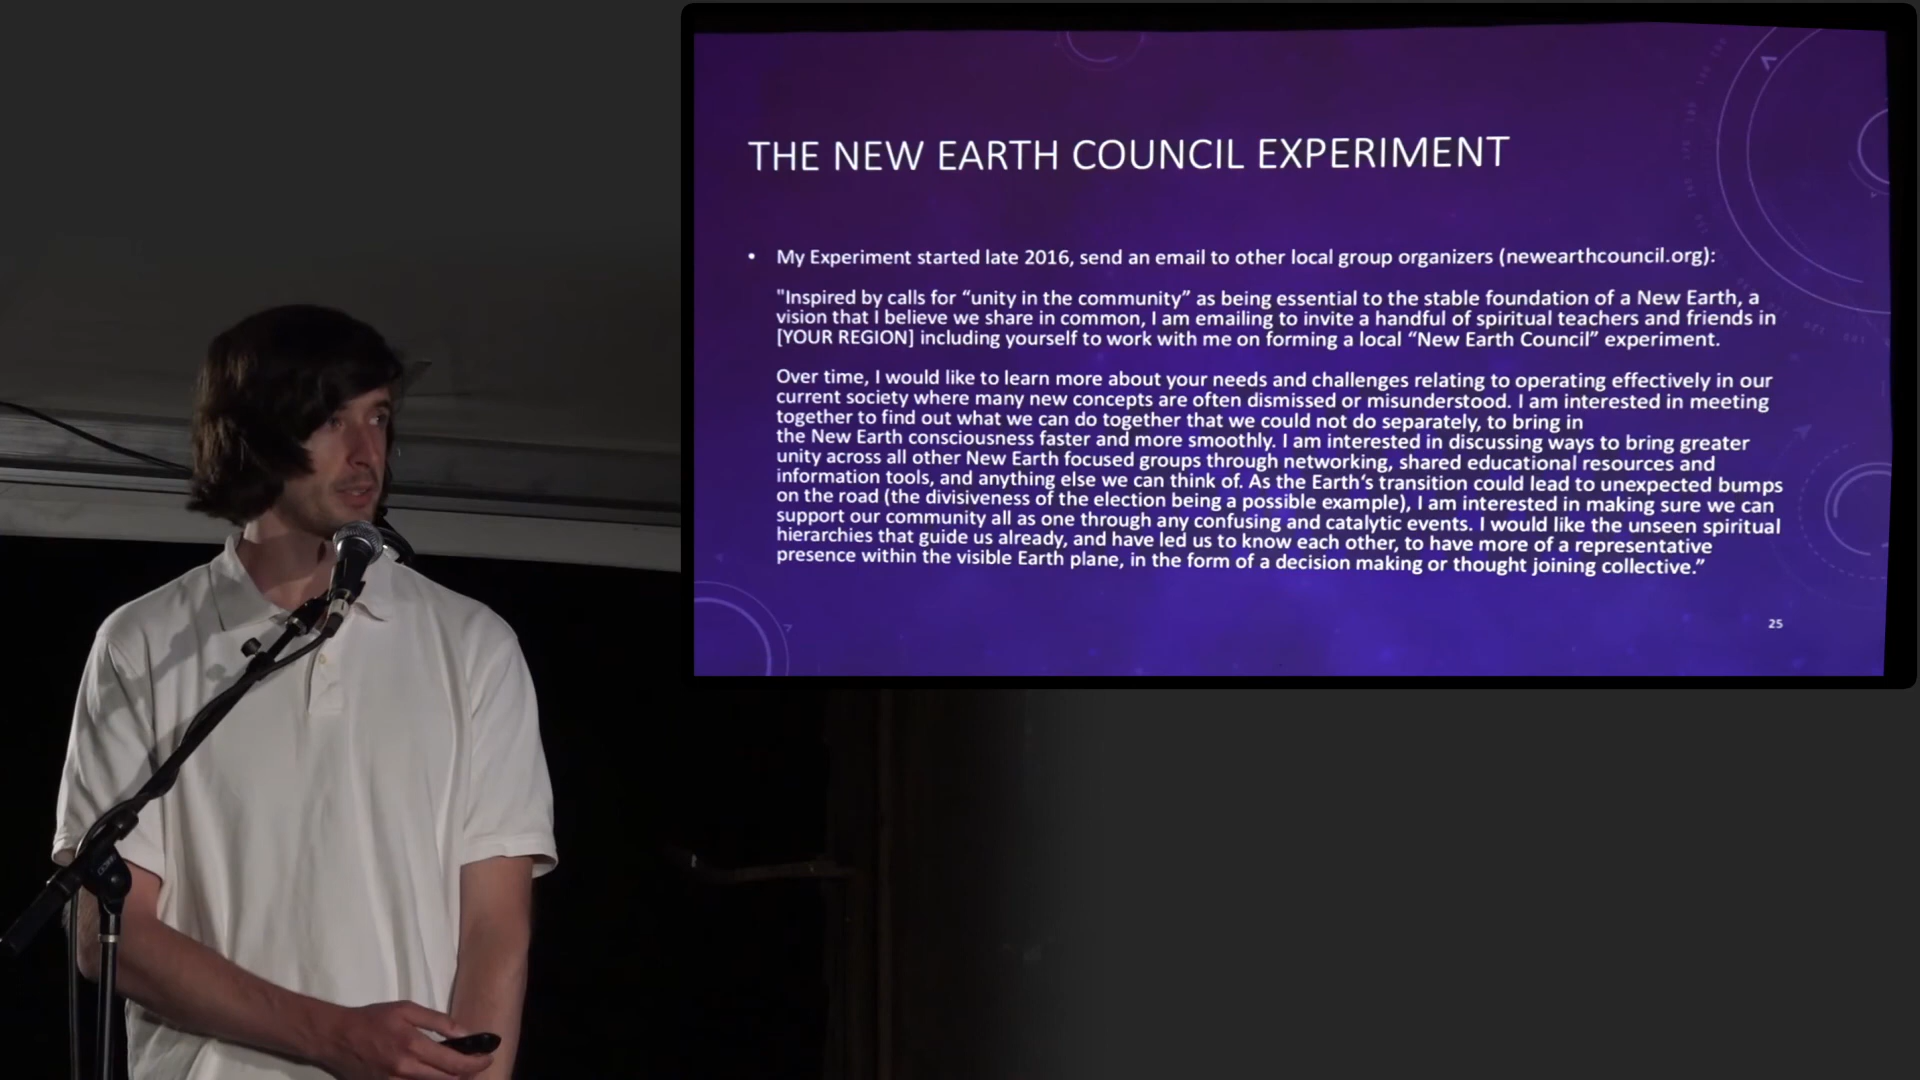 THE NEW EARTH COUNCIL EXPERIMENT
• My Experiment started late 2016, send an email to other local group organizers (newearthcouncil.org):
"Inspired by calls for “unity in the community” as being essential to the stable foundation of a New Earth, a
vision that I believe we share in common, I am emailing to invite a handful of spiritual teachers and friends in
[YOUR REGION] including yourself to work with me on forming a local “New Earth Council” experiment.
Over time, I would like to learn more about your needs and challenges relating to operating effectively in our
current society where many new concepts are often dismissed or misunderstood. I am interested in meeting
together to find out what we can do together that we could not do separately, to bring in
the New Earth consciousness faster and more smoothly. I am interested in discussing ways to bring greater
unity across all other New Earth focused groups through networking, shared educational resources and
information tools, and anything else we can think of. As the Earth’s transition could lead to unexpected bumps
on the road (the divisiveness of the election being a possible example), I am interested in making sure we can
support our community all as one through any confusing and catalytic events. I would like the unseen spiritual
hierarchies that guide us already, and have led us to know each other, to have more of a representative
presence within the visible Earth plane, in the form of a decision making or thought joining collective.”
25